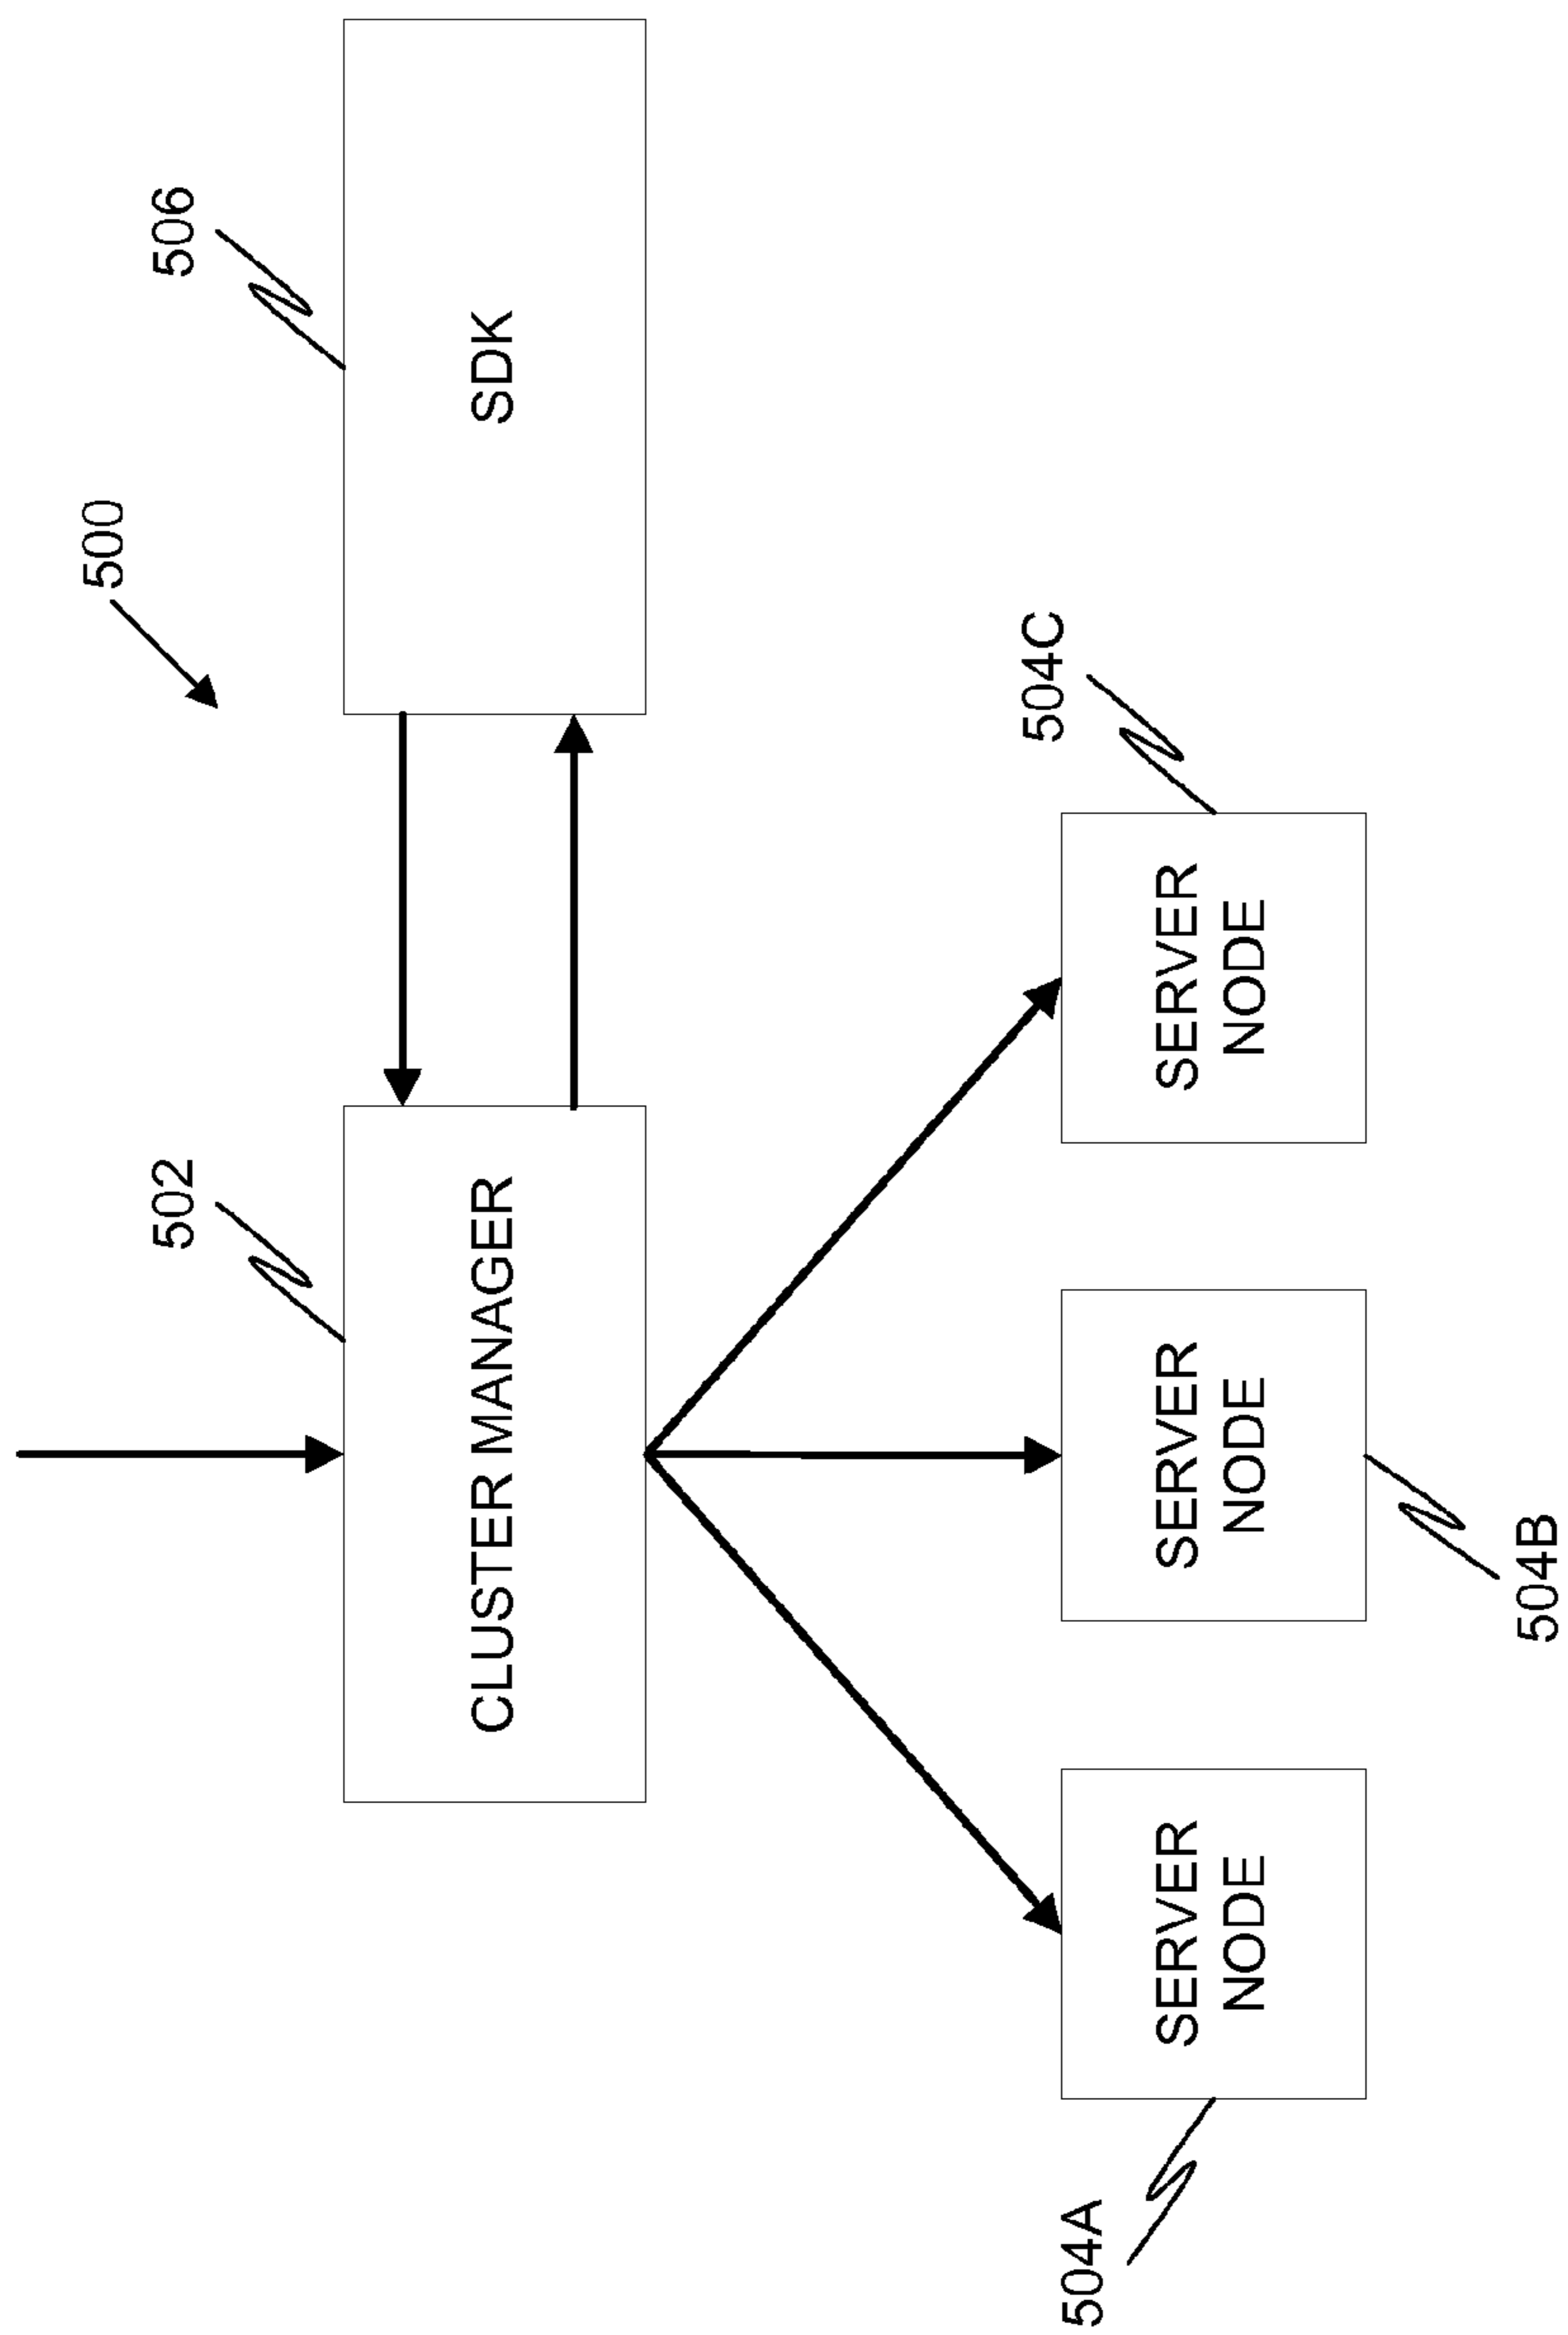 500
502
506
CLUSTER MANAGER
SDK
504A
504C
SERVER
NODE
SERVER
NODE
SERVER
NODE
504B